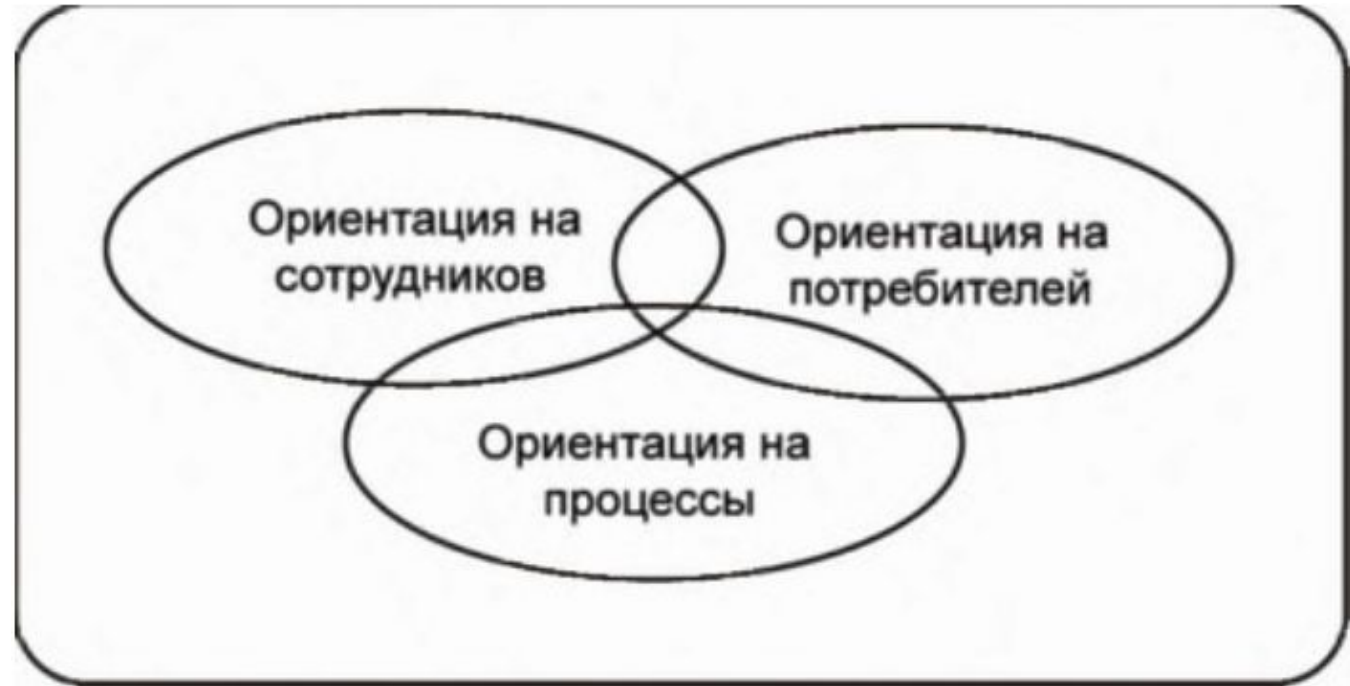 Ориентация на
сотрудников
Ориентация на
потребителей
Ориентация на
процессы